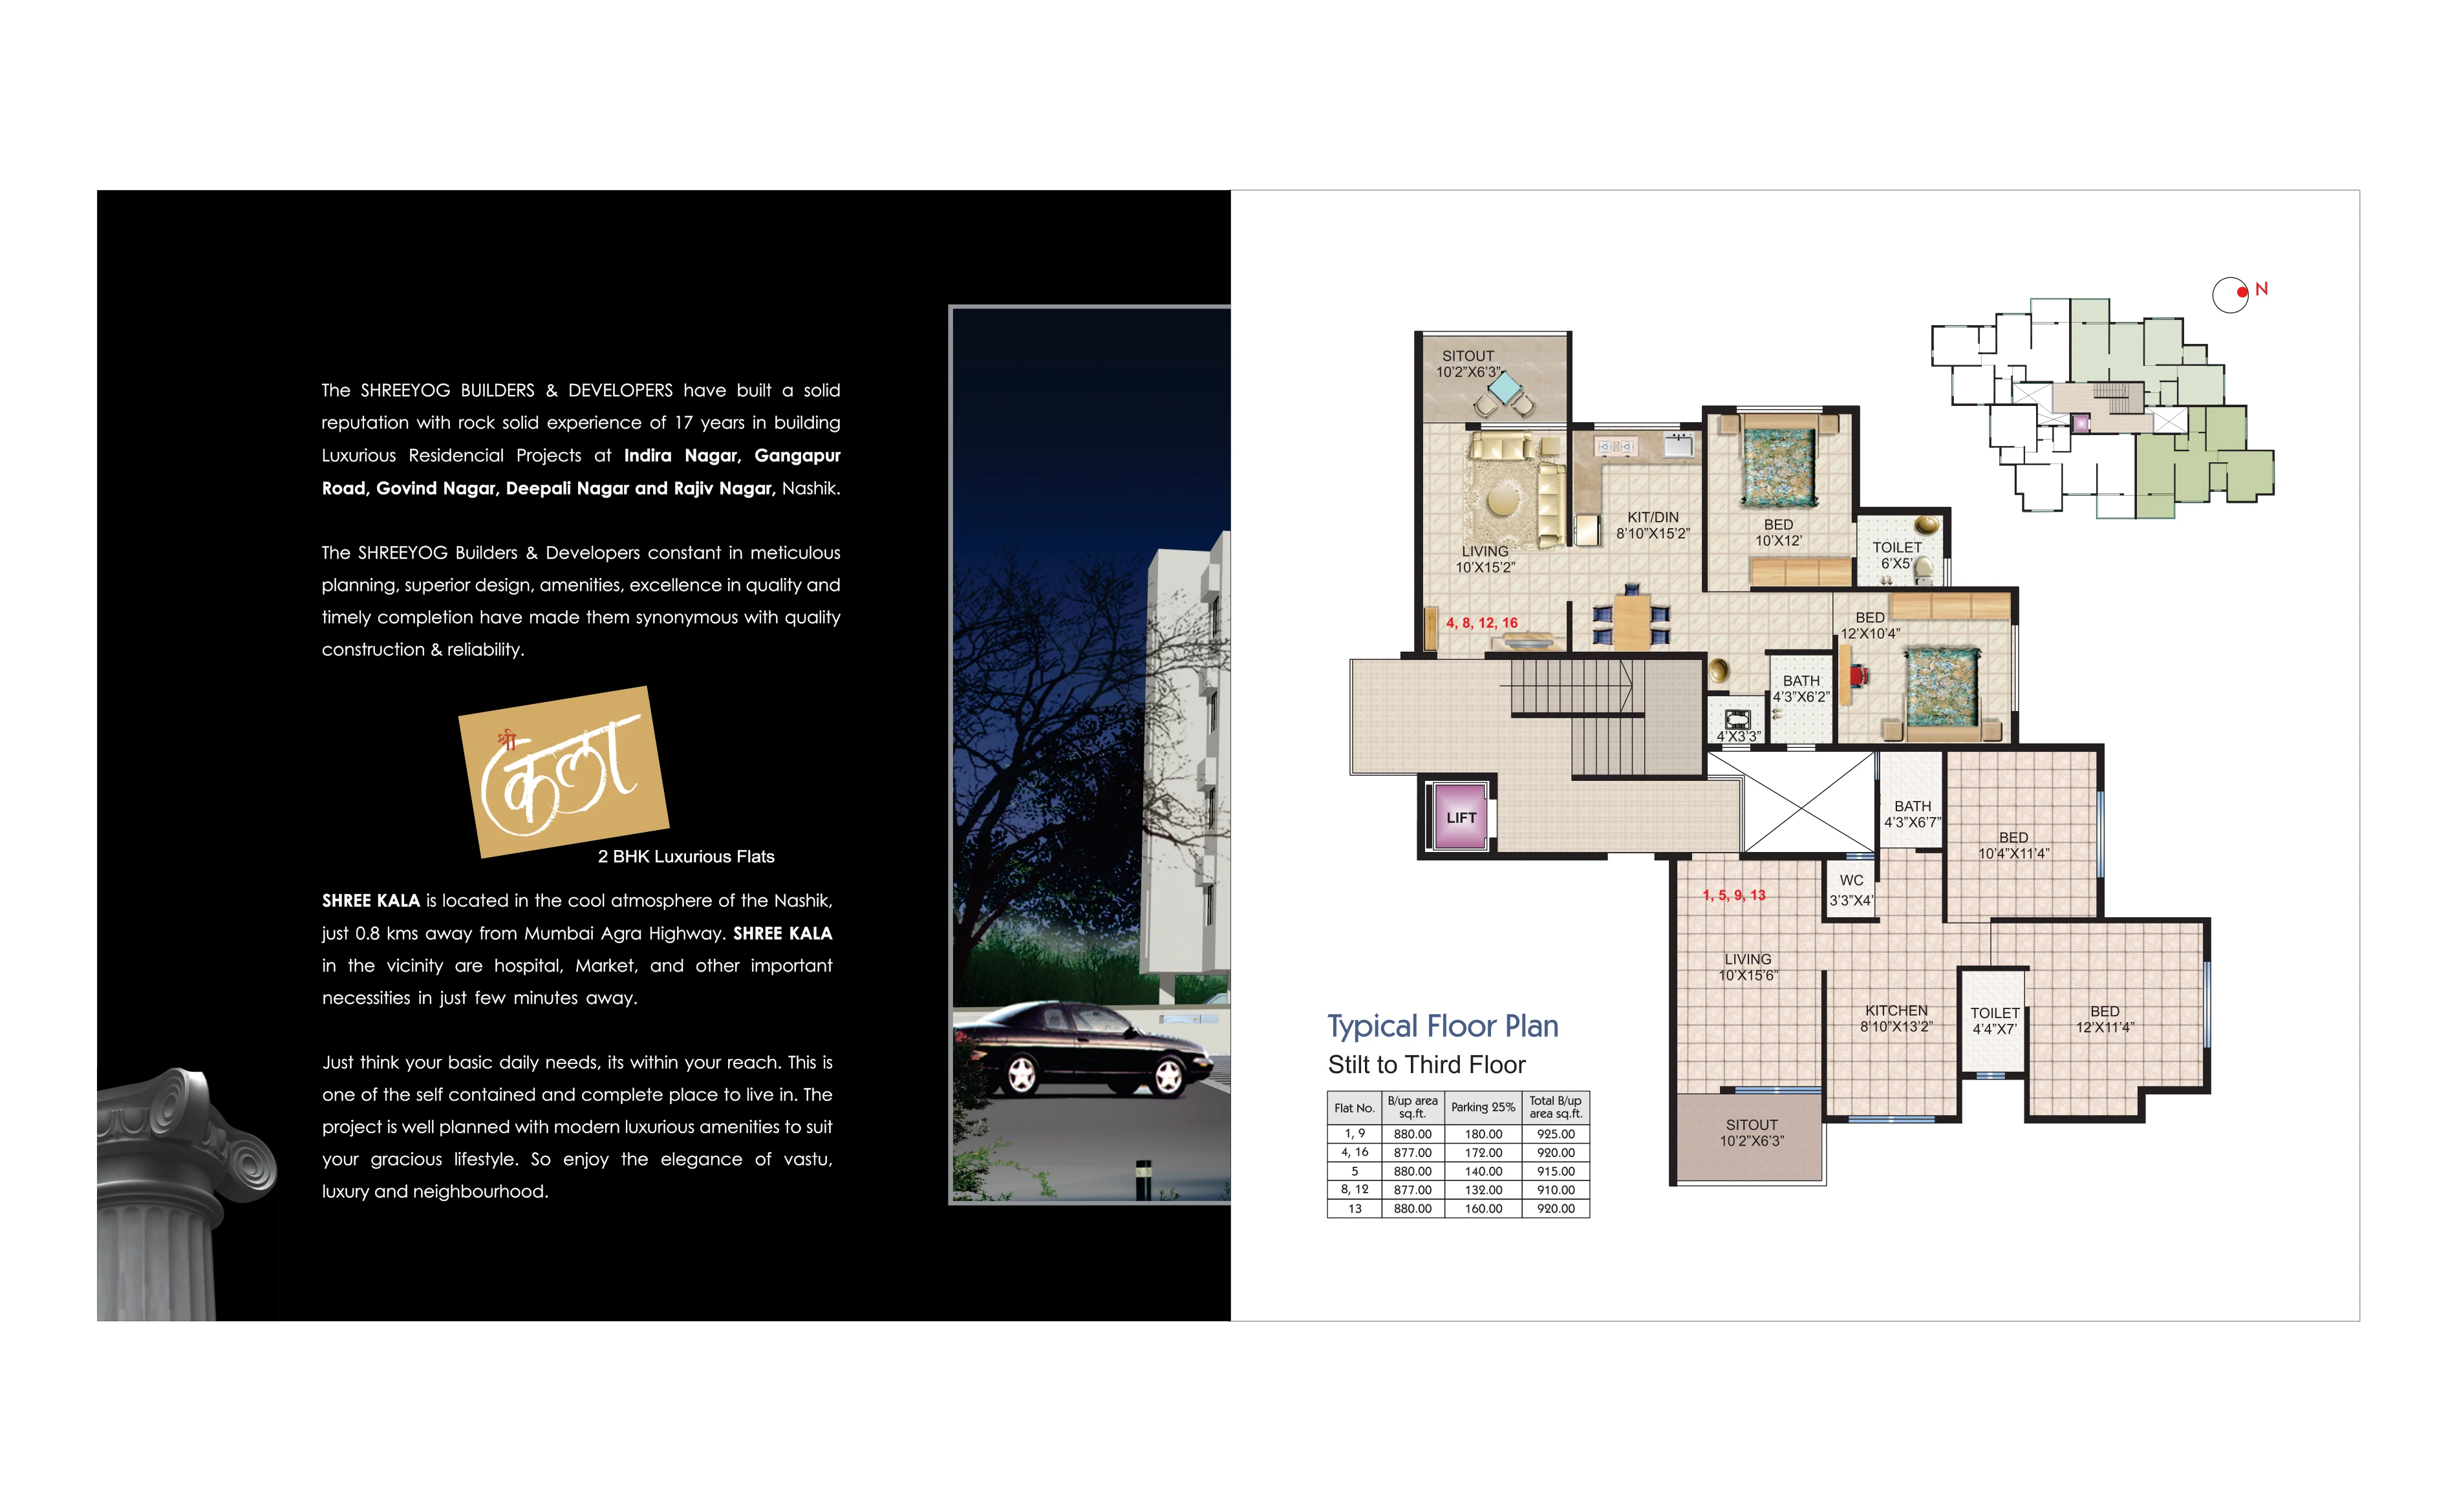 The SHREEYOG BUILDERS & DEVELOPERS have built a solid
reputation with rock solid experience of 17 years in building
Luxurious Residencial Projects at Indira Nagar, Gangapur
Road, Govind Nagar, Deepali Nagar and Rajiv Nagar, Nashik.
The SHREEYOG Builders & Developers constant in meticulous
planning, superior design, amenities, excellence in quality and
timely completion have made them synonymous with quality
construction & reliability.
श्री
कला
2 BHK Luxurious Flats
SHREE KALA is located in the cool atmosphere of the Nashik,
just 0.8 kms away from Mumbai Agra Highway. SHREE KALA
in the vicinity are hospital, Market, and other important
necessities in just few minutes away.
Just think your basic daily needs, its within your reach. This is
one of the self contained and complete place to live in. The
project is well planned with modern luxurious amenities to suit
your gracious lifestyle. So enjoy the elegance of vastu,
luxury and neighbourhood.
N
SITOUT
10'2"X6'3"
KIT/DIN
8'10"X15'2"
BED
10'X12'
LIVING
10'X15'2"
TOILET
6'X5'
4, 8, 12, 16
BED
12'X10'4"
BATH
4'3"X6'2"
4'X3'3"
LIFT
BATH
4'3"X6'7"
BED
10'4"X11'4"
WC
3'3"X4'
1, 5, 9, 13
LIVING
10'X15'6"
KITCHEN
8'10"X13'2"
TOILET
4'4"X7'
BED
12'X11'4"
SITOUT
10'2"X6'3"
Typical Floor Plan
Stilt to Third Floor
Flat No. B/up area sq.ft. Parking 25% Total B/up area sq.ft.
1, 9 880.00 180.00 925.00
4, 16 877.00 172.00 920.00
5 880.00 140.00 915.00
8, 12 877.00 132.00 910.00
13 880.00 160.00 920.00